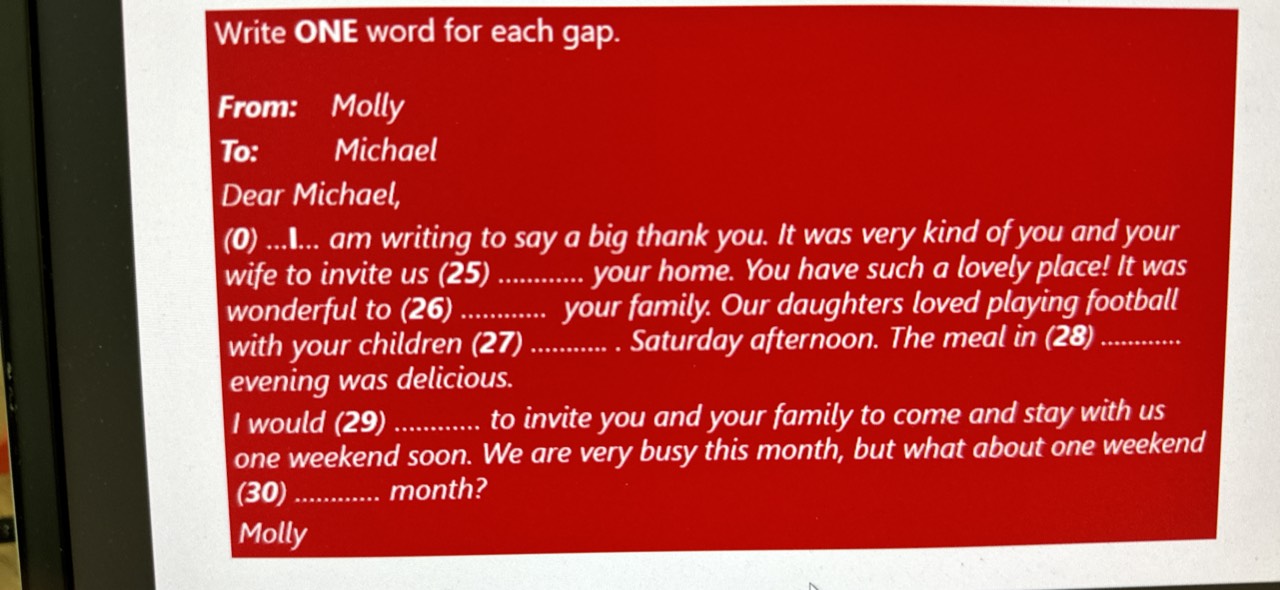 Write ONE word for each gap.
From: Molly
To: Michael
Dear Michael,
(0) ...I... am writing to say a big thank you. It was very kind of you and your
wife to invite us (25) ............ your home. You have such a lovely place! It was
wonderful to (26) ............ your family. Our daughters loved playing football
with your children (27) ........... . Saturday afternoon. The meal in (28) ............
evening was delicious.
I would (29) ............ to invite you and your family to come and stay with us
one weekend soon. We are very busy this month, but what about one weekend
(30) ............ month?
Molly